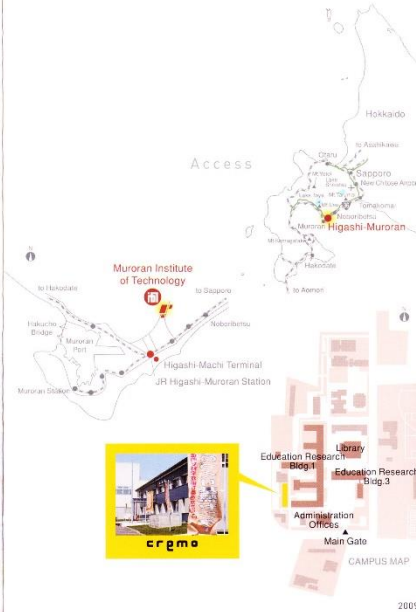 Access
Hokkaido
to Asahikawa
Otaru
Sapporo
New Chitose Airport
Tomakomai
Noboribetsu
Muroran
Higashi-Muroran
Hakodate
to Aomori
Muroran Institute
of Technology
to Hakodate
to Sapporo
Hakucho
Bridge
Muroran
Port
Noboribetsu
Muroran Station
Higashi-Machi Terminal
JR Higashi-Muroran Station
Library
Education Research
Bldg.1
Education Research
Bldg.3
Administration
Offices
Main Gate
cremo
CAMPUS MAP